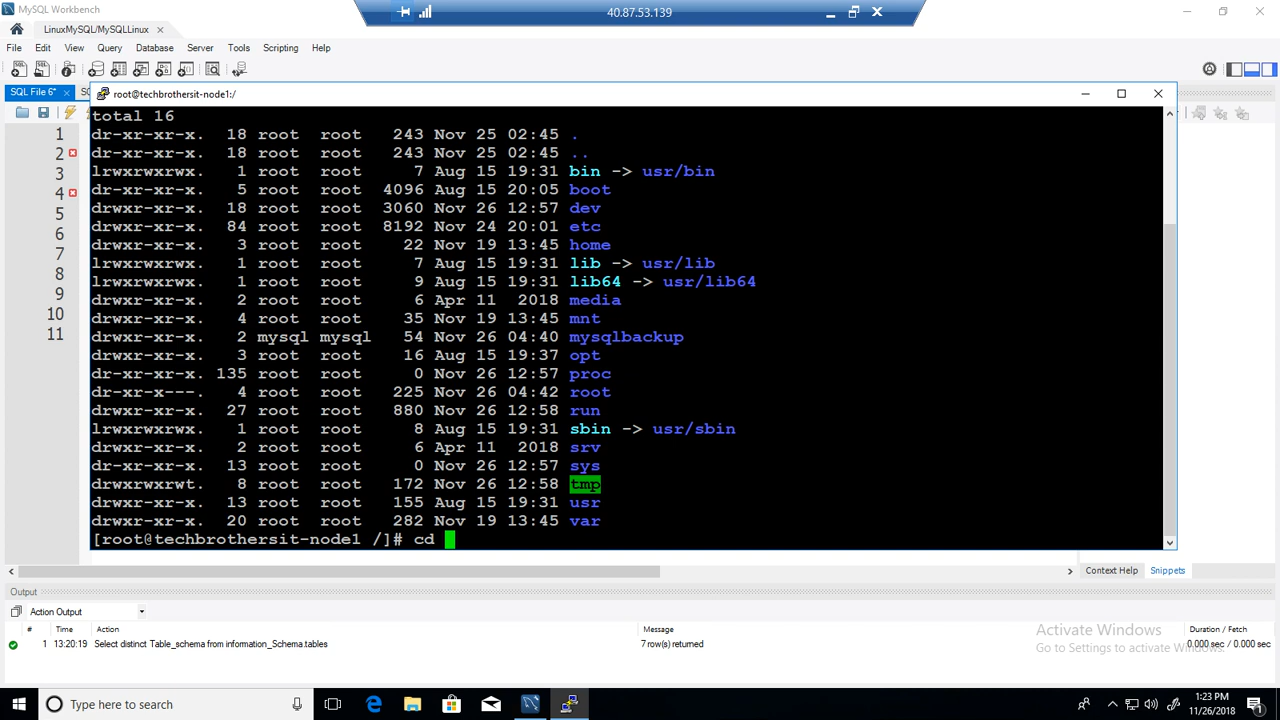 MySQL Workbench
40.87.53.139
LinuxMySQL/MySQLLinux
File Edit View Query Database Server Tools Scripting Help
SQL File 6*
root@techbrothersit-node1:/
1
2
3
4
5
6
7
8
9
10
11
total 16
dr-xr-xr-x. 18 root root 243 Nov 25 02:45 .
dr-xr-xr-x. 18 root root 243 Nov 25 02:45 ..
lrwxrwxrwx. 1 root root 7 Aug 15 19:31 bin -> usr/bin
dr-xr-xr-x. 5 root root 4096 Aug 15 20:05 boot
drwxr-xr-x. 18 root root 3060 Nov 26 12:57 dev
drwxr-xr-x. 84 root root 8192 Nov 24 20:01 etc
drwxr-xr-x. 3 root root 22 Nov 19 13:45 home
lrwxrwxrwx. 1 root root 7 Aug 15 19:31 lib -> usr/lib
lrwxrwxrwx. 1 root root 9 Aug 15 19:31 lib64 -> usr/lib64
drwxr-xr-x. 2 root root 6 Apr 11 2018 media
drwxr-xr-x. 4 root root 35 Nov 19 13:45 mnt
drwxr-xr-x. 2 mysql mysql 54 Nov 26 04:40 mysqlbackup
drwxr-xr-x. 3 root root 16 Aug 15 19:37 opt
dr-xr-xr-x. 135 root root 0 Nov 26 12:57 proc
dr-xr-x---. 4 root root 225 Nov 26 04:42 root
drwxr-xr-x. 27 root root 880 Nov 26 12:58 run
lrwxrwxrwx. 1 root root 8 Aug 15 19:31 sbin -> usr/sbin
drwxr-xr-x. 2 root root 6 Apr 11 2018 srv
dr-xr-xr-x. 13 root root 0 Nov 26 12:57 sys
drwxrwxrwt. 8 root root 172 Nov 26 12:58 tmp
drwxr-xr-x. 13 root root 155 Aug 15 19:31 usr
drwxr-xr-x. 20 root root 282 Nov 19 13:45 var
[root@techbrothersit-node1 /]# cd
Context Help Snippets
Output
Action Output
# Time Action Message Duration / Fetch
1 13:20:19 Select distinct Table_schema from information_Schema.tables 7 row(s) returned 0.000 sec / 0.000 sec
Activate Windows
Go to Settings to activate Windows.
Type here to search
1:23 PM
11/26/2018
1